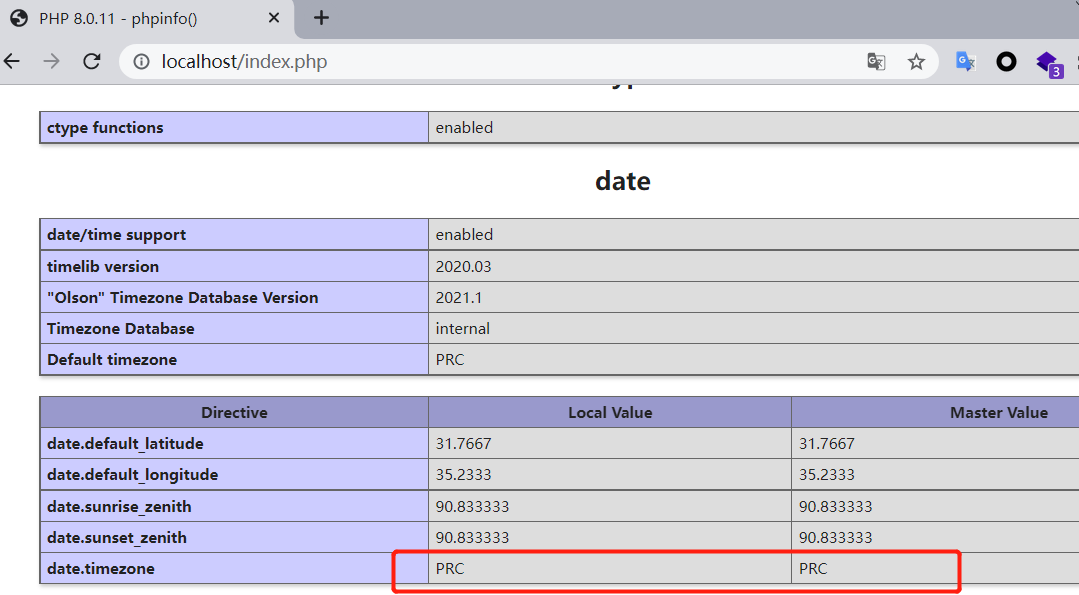 PHP 8.0.11 - phpinfo()
localhost/index.php
3
ctype functions enabled
date
date/time support enabled
timelib version 2020.03
"Olson" Timezone Database Version 2021.1
Timezone Database internal
Default timezone PRC
Directive Local Value Master Value
date.default_latitude 31.7667 31.7667
date.default_longitude 35.2333 35.2333
date.sunrise_zenith 90.833333 90.833333
date.sunset_zenith 90.833333 90.833333
date.timezone PRC PRC